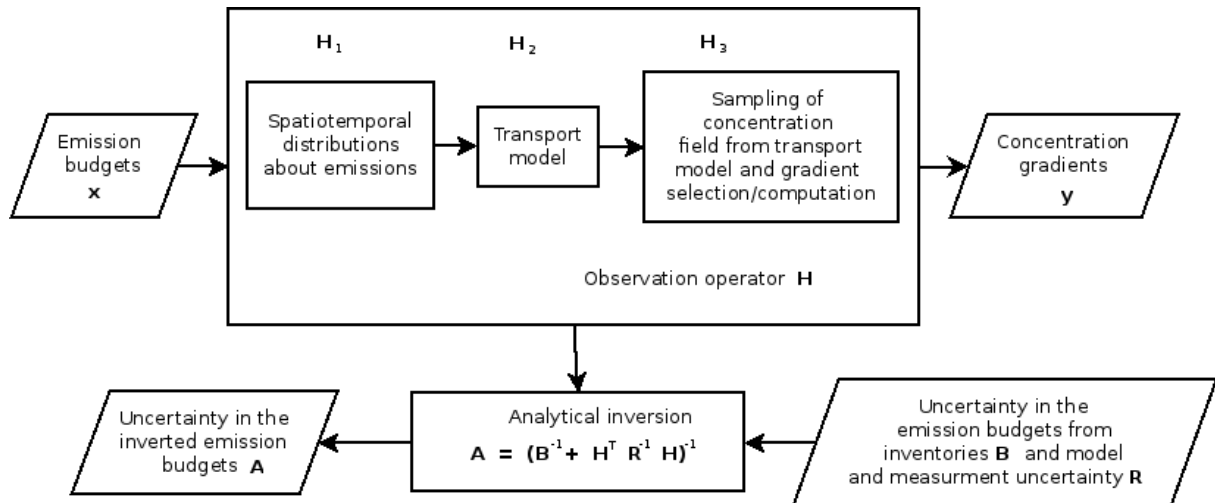 H₁
H₂
H₃
Emission
budgets
x
Spatiotemporal
distributions
about emissions
Transport
model
Sampling of
concentration
field from transport
model and gradient
selection/computation
Concentration
gradients
y
Observation operator H
Uncertainty in the
inverted emission
budgets A
Analytical inversion
A = (B⁻¹+ Hᵀ R⁻¹ H)⁻¹
Uncertainty in the
emission budgets from
inventories B and model
and measurment uncertainty R